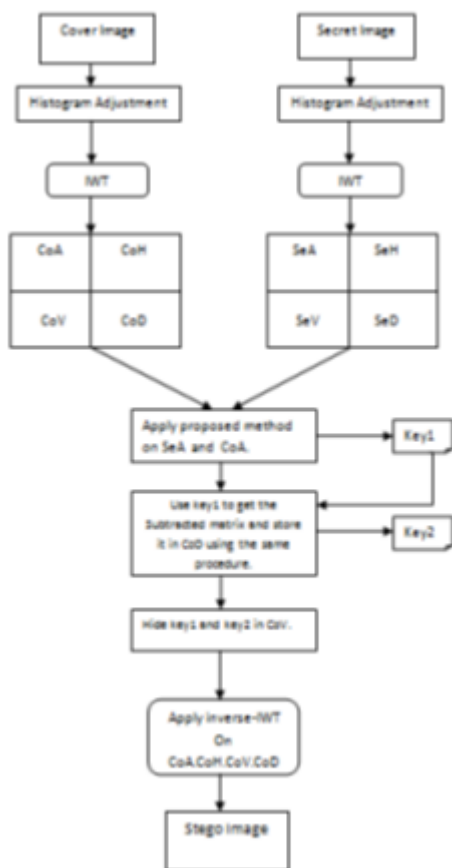 Cover Image
Secret Image
Histogram Adjustment
Histogram Adjustment
IWT
IWT
CoA
CoH
SeA
SeH
CoV
CoD
SeV
SeD
Apply proposed method
on SeA and CoA.
Key1
Use key1 to get the
Subtracted matrix and store
it in CoD using the same
procedure.
Key2
Hide key1 and key2 in CoV.
Apply inverse-IWT
On
CoA.CoH.CoV.CoD
Stego Image